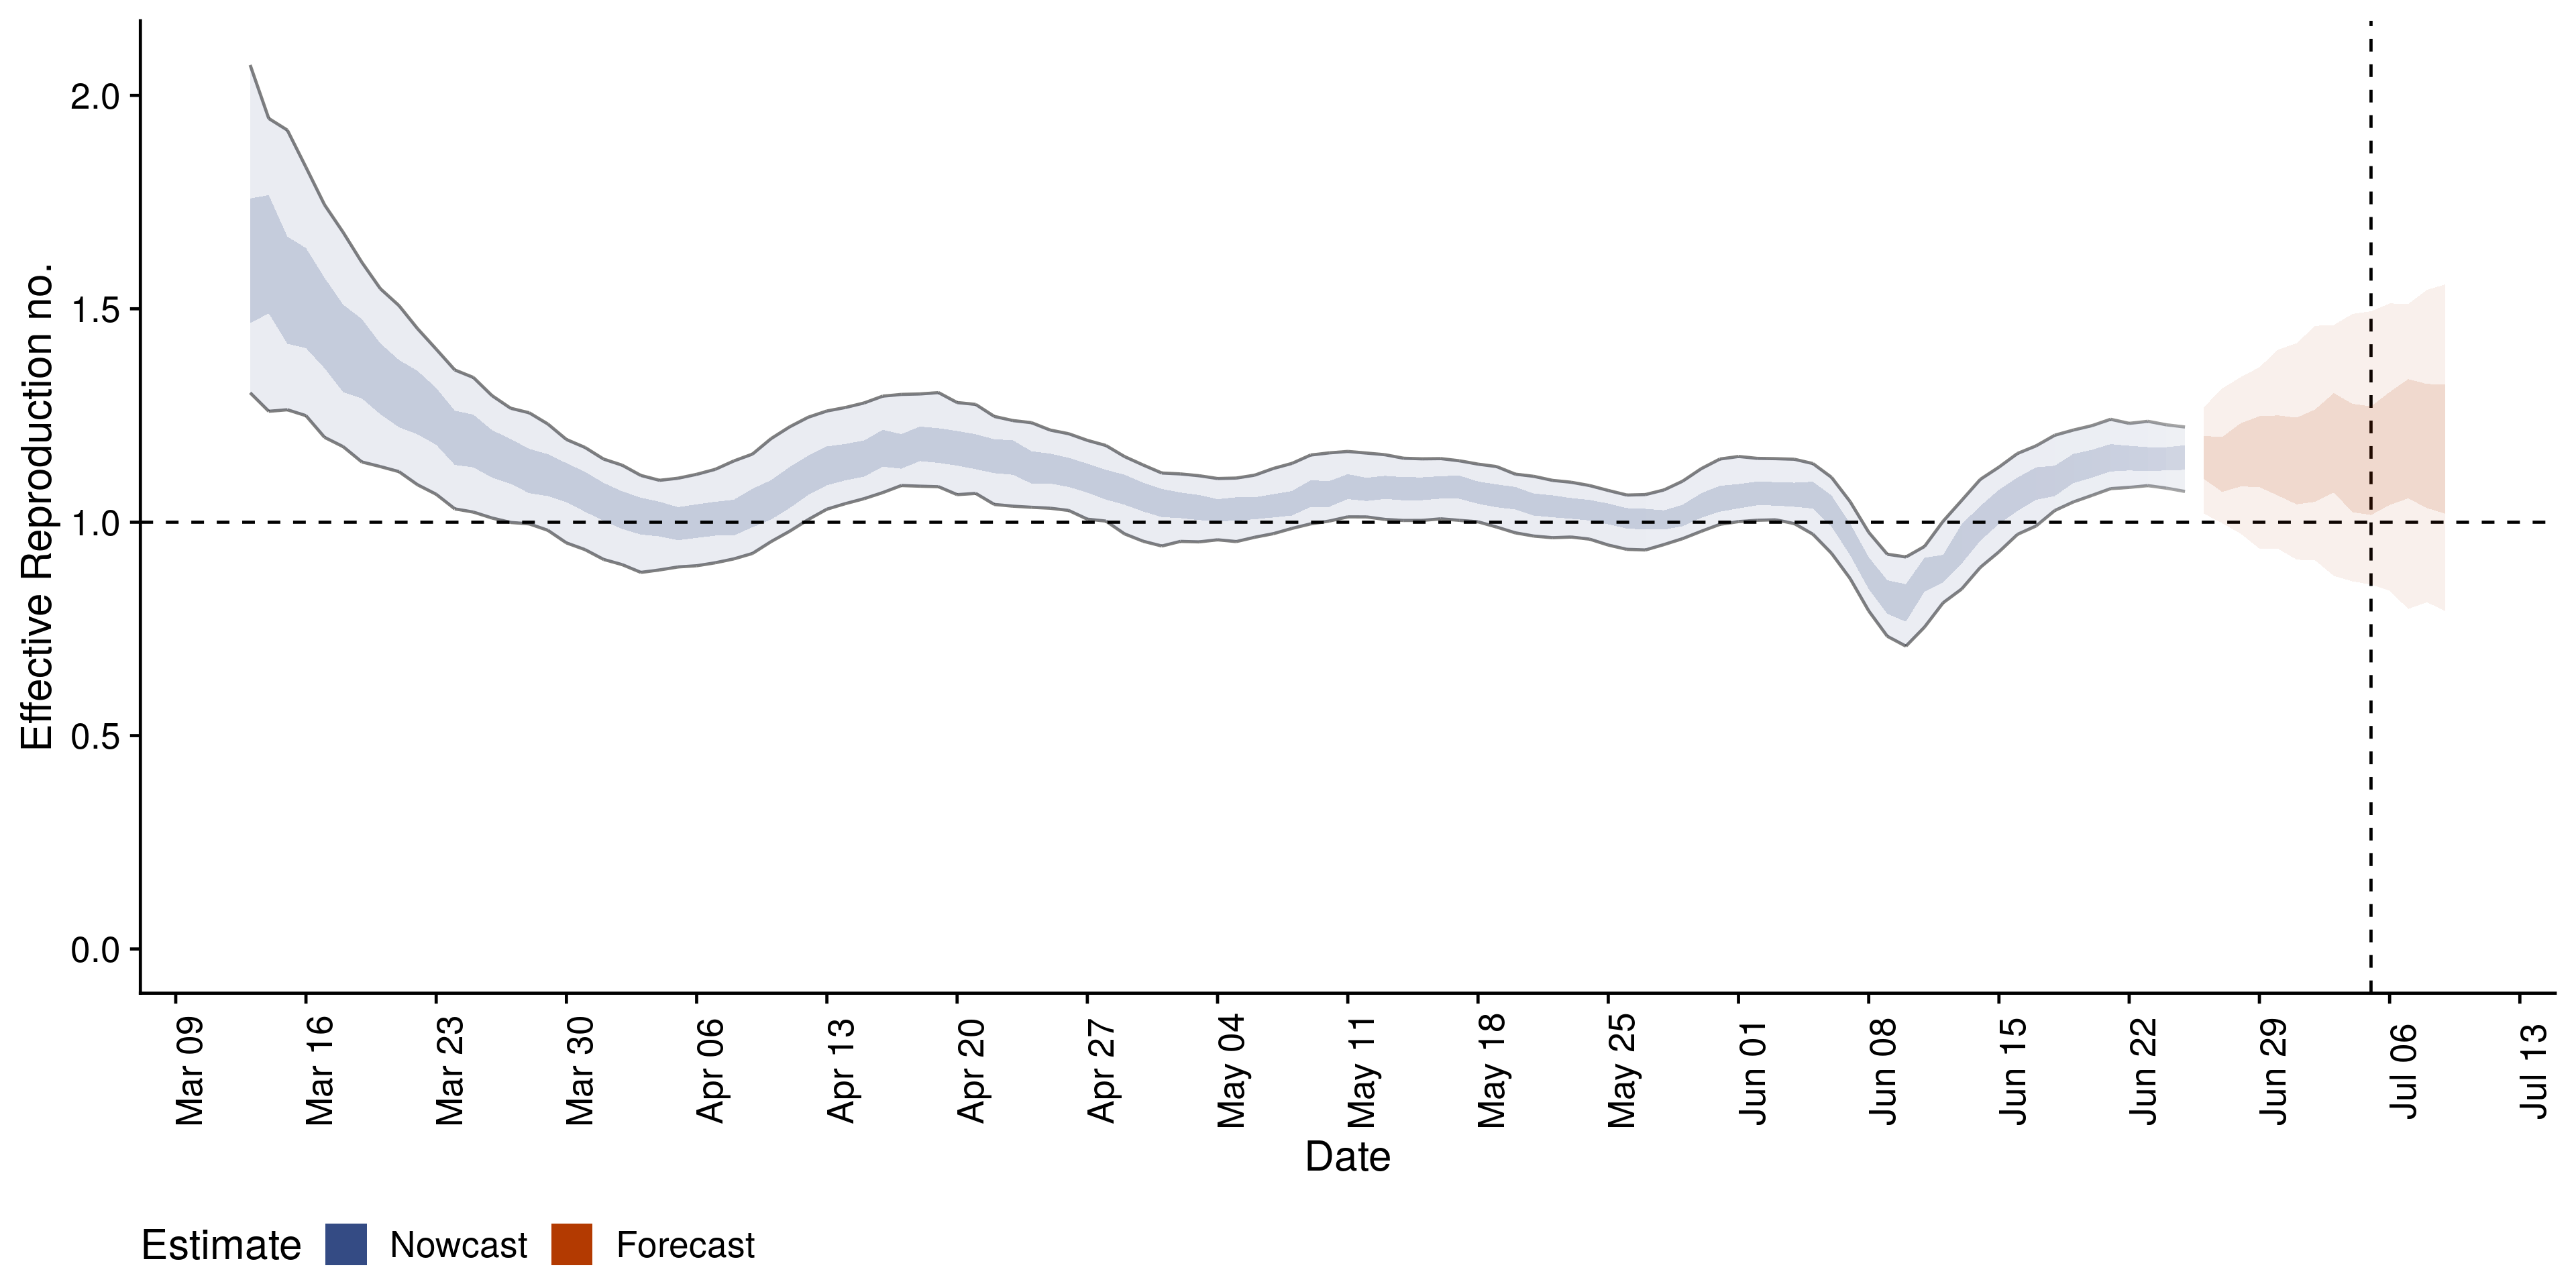 Effective Reproduction no.
2.0
1.5
1.0
0.5
0.0
Mar 09
Mar 16
Mar 23
Mar 30
Apr 06
Apr 13
Apr 20
Apr 27
May 04
May 11
May 18
May 25
Jun 01
Jun 08
Jun 15
Jun 22
Jun 29
Jul 06
Jul 13
Date
Estimate Nowcast Forecast